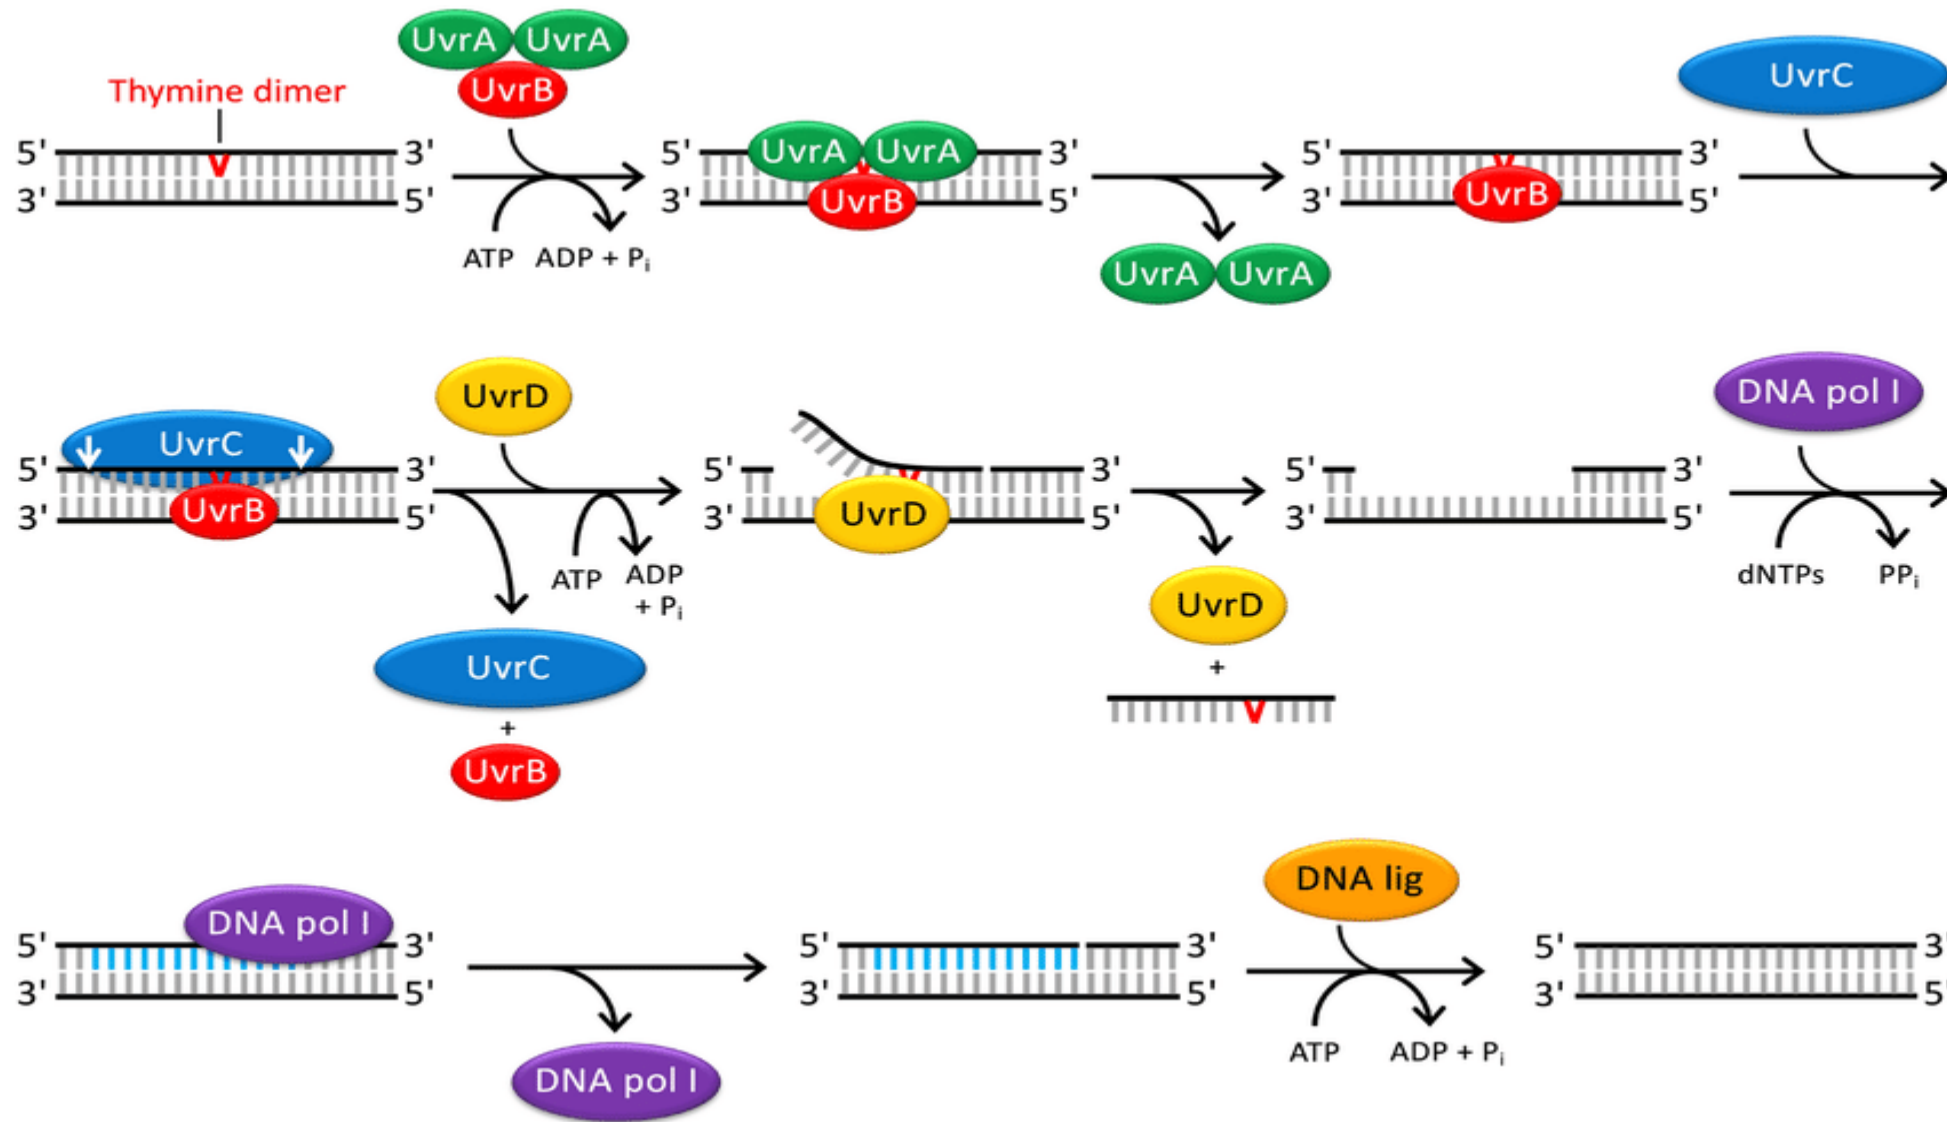 UvrA UvrA
UvrB
Thymine dimer
5' 3'
3' 5'
ATP ADP + Pi
5' UvrA UvrA 3'
3' UvrB 5'
UvrA UvrA
5' 3'
3' UvrB 5'
UvrC
UvrC
5' 3'
3' UvrB 5'
UvrD
ATP ADP
+ Pi
UvrC
+
UvrB
5' 3'
3' UvrD 5'
UvrD
+
5' 3'
3' 5'
DNA pol I
dNTPs PPi
DNA pol I
5' 3'
3' 5'
DNA pol I
5' 3'
3' 5'
DNA lig
ATP ADP + Pi
5' 3'
3' 5'